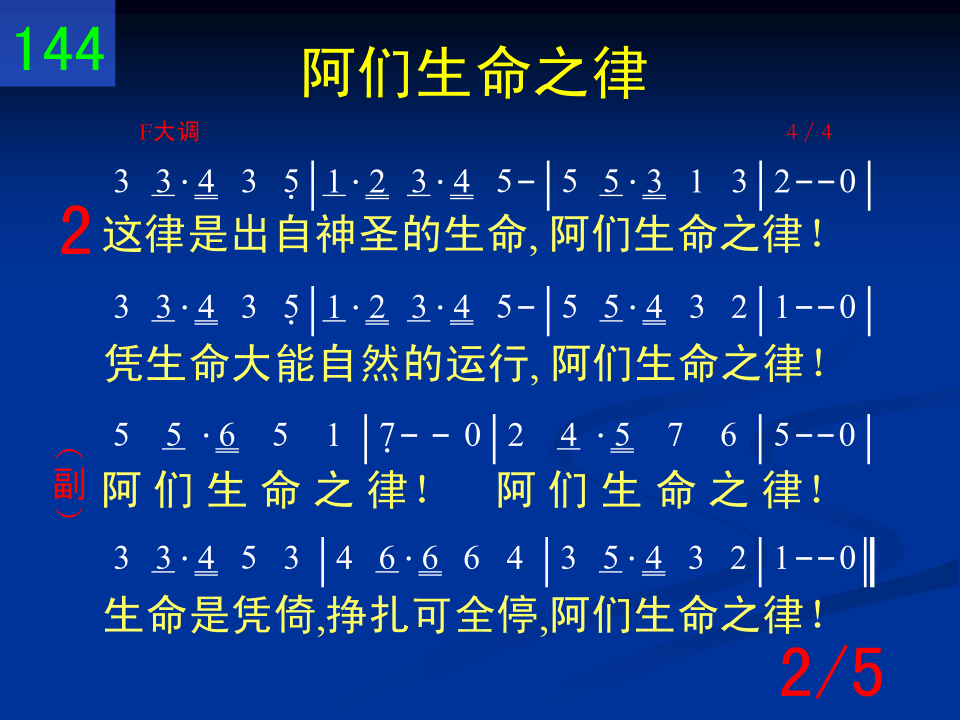 144
阿们生命之律
F大调 4/4
3 3·4 3 5̣|1·2 3·4 5-|5 5·3 1 3|2--0|
2 这律是出自神圣的生命, 阿们生命之律!
3 3·4 3 5̣|1·2 3·4 5-|5 5·4 3 2|1--0|
凭生命大能自然的运行, 阿们生命之律!
5 5·6 5 1|7̣--0|2 4·5 7 6|5--0|
(副) 阿们生命之律! 阿们生命之律!
3 3·4 5 3|4 6·6 6 4|3 5·4 3 2|1--0‖
生命是凭倚,挣扎可全停,阿们生命之律!
2/5